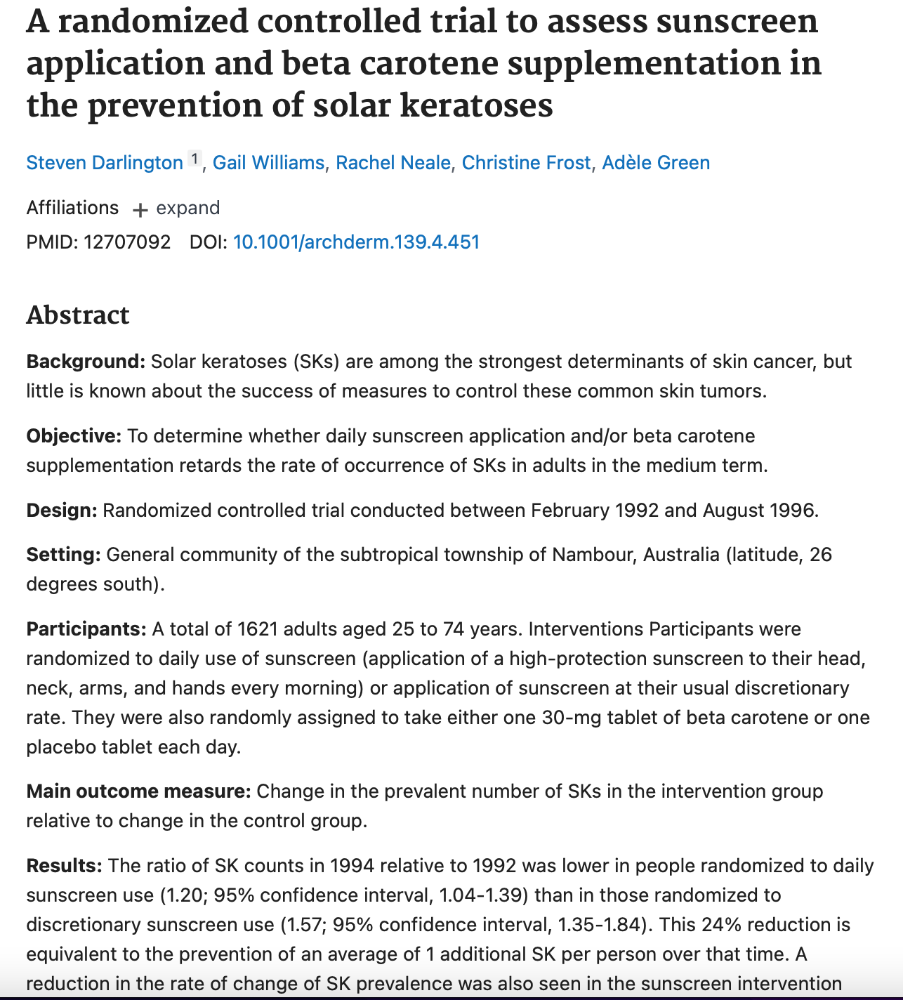 A randomized controlled trial to assess sunscreen
application and beta carotene supplementation in
the prevention of solar keratoses
Steven Darlington 1, Gail Williams, Rachel Neale, Christine Frost, Adèle Green
Affiliations + expand
PMID: 12707092 DOI: 10.1001/archderm.139.4.451
Abstract
Background: Solar keratoses (SKs) are among the strongest determinants of skin cancer, but
little is known about the success of measures to control these common skin tumors.
Objective: To determine whether daily sunscreen application and/or beta carotene
supplementation retards the rate of occurrence of SKs in adults in the medium term.
Design: Randomized controlled trial conducted between February 1992 and August 1996.
Setting: General community of the subtropical township of Nambour, Australia (latitude, 26
degrees south).
Participants: A total of 1621 adults aged 25 to 74 years. Interventions Participants were
randomized to daily use of sunscreen (application of a high-protection sunscreen to their head,
neck, arms, and hands every morning) or application of sunscreen at their usual discretionary
rate. They were also randomly assigned to take either one 30-mg tablet of beta carotene or one
placebo tablet each day.
Main outcome measure: Change in the prevalent number of SKs in the intervention group
relative to change in the control group.
Results: The ratio of SK counts in 1994 relative to 1992 was lower in people randomized to daily
sunscreen use (1.20; 95% confidence interval, 1.04-1.39) than in those randomized to
discretionary sunscreen use (1.57; 95% confidence interval, 1.35-1.84). This 24% reduction is
equivalent to the prevention of an average of 1 additional SK per person over that time. A
reduction in the rate of change of SK prevalence was also seen in the sunscreen intervention